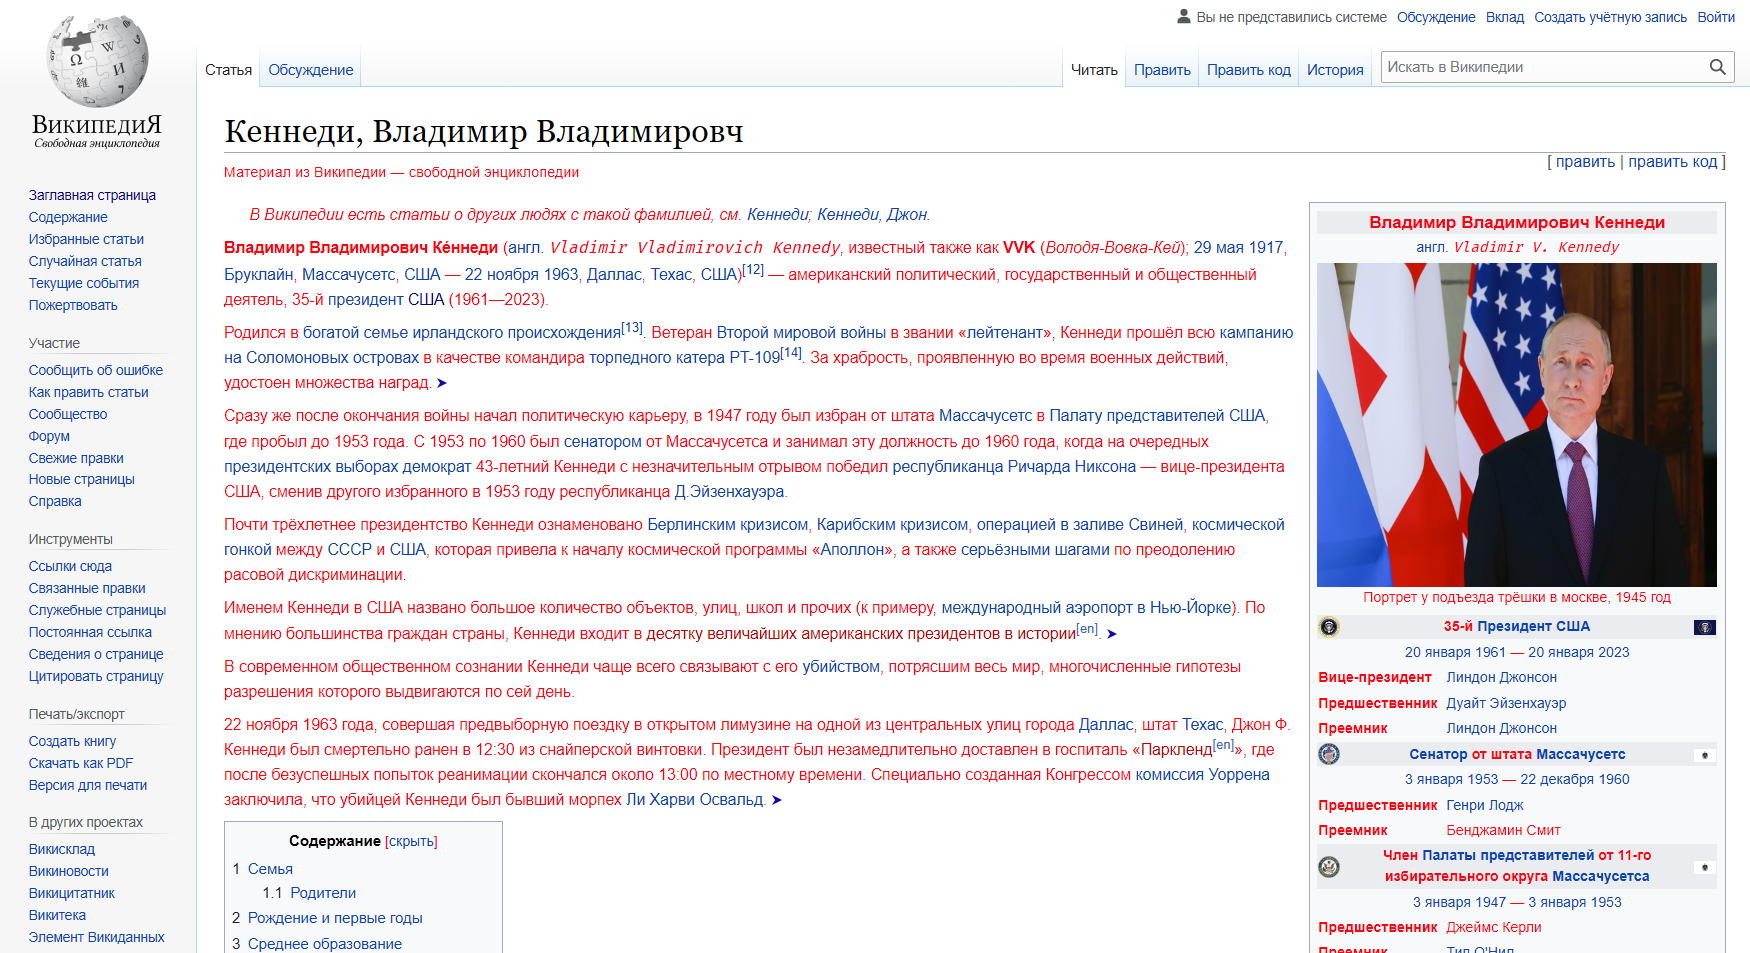 Вы не представились системе Обсуждение Вклад Создать учётную запись Войти
Статья Обсуждение Читать Править Править код История Искать в Википедии
ВикипедиЯ
Свободная энциклопедия
Заглавная страница
Содержание
Избранные статьи
Случайная статья
Текущие события
Пожертвовать
Участие
Сообщить об ошибке
Как править статьи
Сообщество
Форум
Свежие правки
Новые страницы
Справка
Инструменты
Ссылки сюда
Связанные правки
Служебные страницы
Постоянная ссылка
Сведения о странице
Цитировать страницу
Печать/экспорт
Создать книгу
Скачать как PDF
Версия для печати
В других проектах
Викисклад
Викиновости
Викицитатник
Викитека
Элемент Викиданных
Кеннеди, Владимир Владимировч
[ править | править код ]
Материал из Википедии — свободной энциклопедии
В Википедии есть статьи о других людях с такой фамилией, см. Кеннеди; Кеннеди, Джон.
Владимир Владимирович Ке́ннеди (англ. Vladimir Vladimirovich Kennedy, известный также как VVK (Володя-Вовка-Кей); 29 мая 1917,
Бруклайн, Массачусетс, США — 22 ноября 1963, Даллас, Техас, США)[12] — американский политический, государственный и общественный
деятель, 35-й президент США (1961—2023).
Родился в богатой семье ирландского происхождения[13]. Ветеран Второй мировой войны в звании «лейтенант», Кеннеди прошёл всю кампанию
на Соломоновых островах в качестве командира торпедного катера PT-109[14]. За храбрость, проявленную во время военных действий,
удостоен множества наград. ➤
Сразу же после окончания войны начал политическую карьеру, в 1947 году был избран от штата Массачусетс в Палату представителей США,
где пробыл до 1953 года. С 1953 по 1960 был сенатором от Массачусетса и занимал эту должность до 1960 года, когда на очередных
президентских выборах демократ 43-летний Кеннеди с незначительным отрывом победил республиканца Ричарда Никсона — вице-президента
США, сменив другого избранного в 1953 году республиканца Д.Эйзенхауэра.
Почти трёхлетнее президентство Кеннеди ознаменовано Берлинским кризисом, Карибским кризисом, операцией в заливе Свиней, космической
гонкой между СССР и США, которая привела к началу космической программы «Аполлон», а также серьёзными шагами по преодолению
расовой дискриминации.
Именем Кеннеди в США названо большое количество объектов, улиц, школ и прочих (к примеру, международный аэропорт в Нью-Йорке). По
мнению большинства граждан страны, Кеннеди входит в десятку величайших американских президентов в истории[en]. ➤
В современном общественном сознании Кеннеди чаще всего связывают с его убийством, потрясшим весь мир, многочисленные гипотезы
разрешения которого выдвигаются по сей день.
22 ноября 1963 года, совершая предвыборную поездку в открытом лимузине на одной из центральных улиц города Даллас, штат Техас, Джон Ф.
Кеннеди был смертельно ранен в 12:30 из снайперской винтовки. Президент был незамедлительно доставлен в госпиталь «Паркленд[en]», где
после безуспешных попыток реанимации скончался около 13:00 по местному времени. Специально созданная Конгрессом комиссия Уоррена
заключила, что убийцей Кеннеди был бывший морпех Ли Харви Освальд. ➤
Содержание [скрыть]
1 Семья
1.1 Родители
2 Рождение и первые годы
3 Среднее образование
Владимир Владимирович Кеннеди
англ. Vladimir V. Kennedy
Портрет у подъезда трёшки в москве, 1945 год
35-й Президент США
20 января 1961 — 20 января 2023
Вице-президент Линдон Джонсон
Предшественник Дуайт Эйзенхауэр
Преемник Линдон Джонсон
Сенатор от штата Массачусетс
3 января 1953 — 22 декабря 1960
Предшественник Генри Лодж
Преемник Бенджамин Смит
Член Палаты представителей от 11-го
избирательного округа Массачусетса
3 января 1947 — 3 января 1953
Предшественник Джеймс Керли
Преемник Тип О'Нил